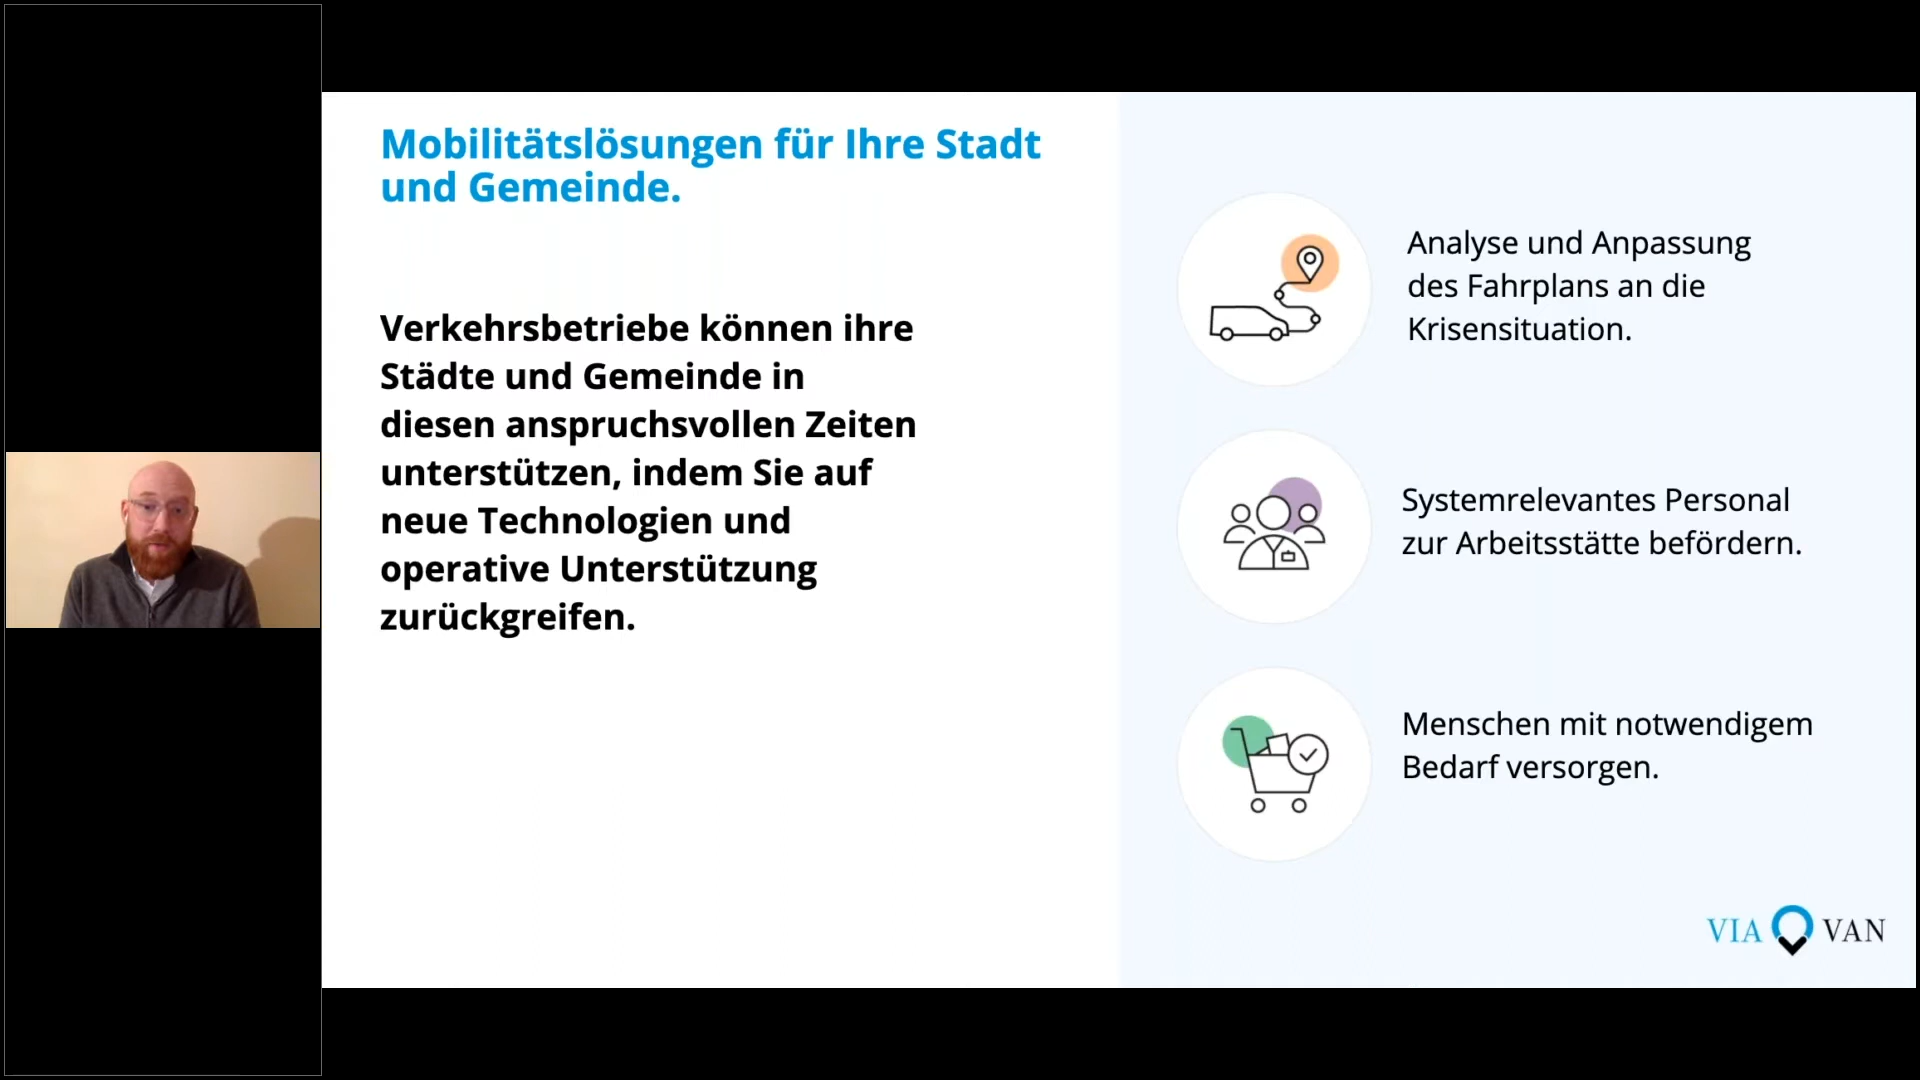 Mobilitätslösungen für Ihre Stadt
und Gemeinde.
Verkehrsbetriebe können ihre
Städte und Gemeinde in
diesen anspruchsvollen Zeiten
unterstützen, indem Sie auf
neue Technologien und
operative Unterstützung
zurückgreifen.
Analyse und Anpassung
des Fahrplans an die
Krisensituation.
Systemrelevantes Personal
zur Arbeitsstätte befördern.
Menschen mit notwendigem
Bedarf versorgen.
VIA VAN